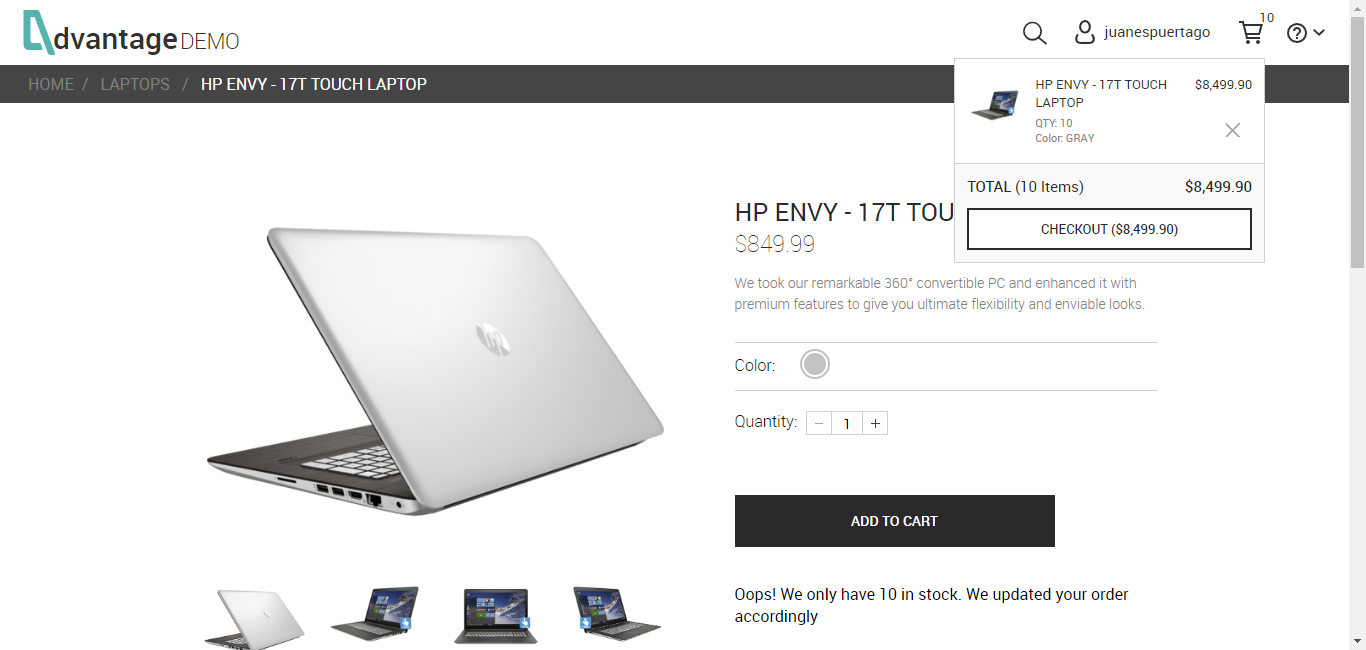 Advantage DEMO
juanespuertago
10
HOME / LAPTOPS / HP ENVY - 17T TOUCH LAPTOP
HP ENVY - 17T TOUCH $8,499.90
LAPTOP
QTY: 10
Color: GRAY
TOTAL (10 Items) $8,499.90
CHECKOUT ($8,499.90)
HP ENVY - 17T TOU
$849.99
We took our remarkable 360° convertible PC and enhanced it with
premium features to give you ultimate flexibility and enviable looks.
Color:
Quantity: − 1 +
ADD TO CART
Oops! We only have 10 in stock. We updated your order
accordingly
hp